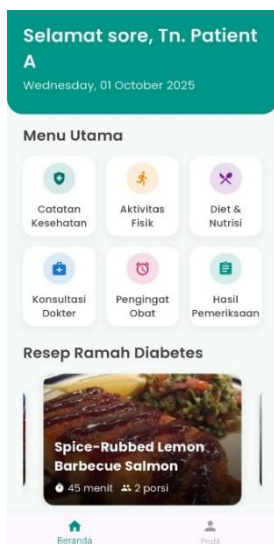 Selamat sore, Tn. Patient
A
Wednesday, 01 October 2025
Menu Utama
Catatan
Kesehatan
Aktivitas
Fisik
Diet &
Nutrisi
Konsultasi
Dokter
Pengingat
Obat
Hasil
Pemeriksaan
Resep Ramah Diabetes
Spice-Rubbed Lemon
Barbecue Salmon
45 menit 2 porsi
Beranda
Profil